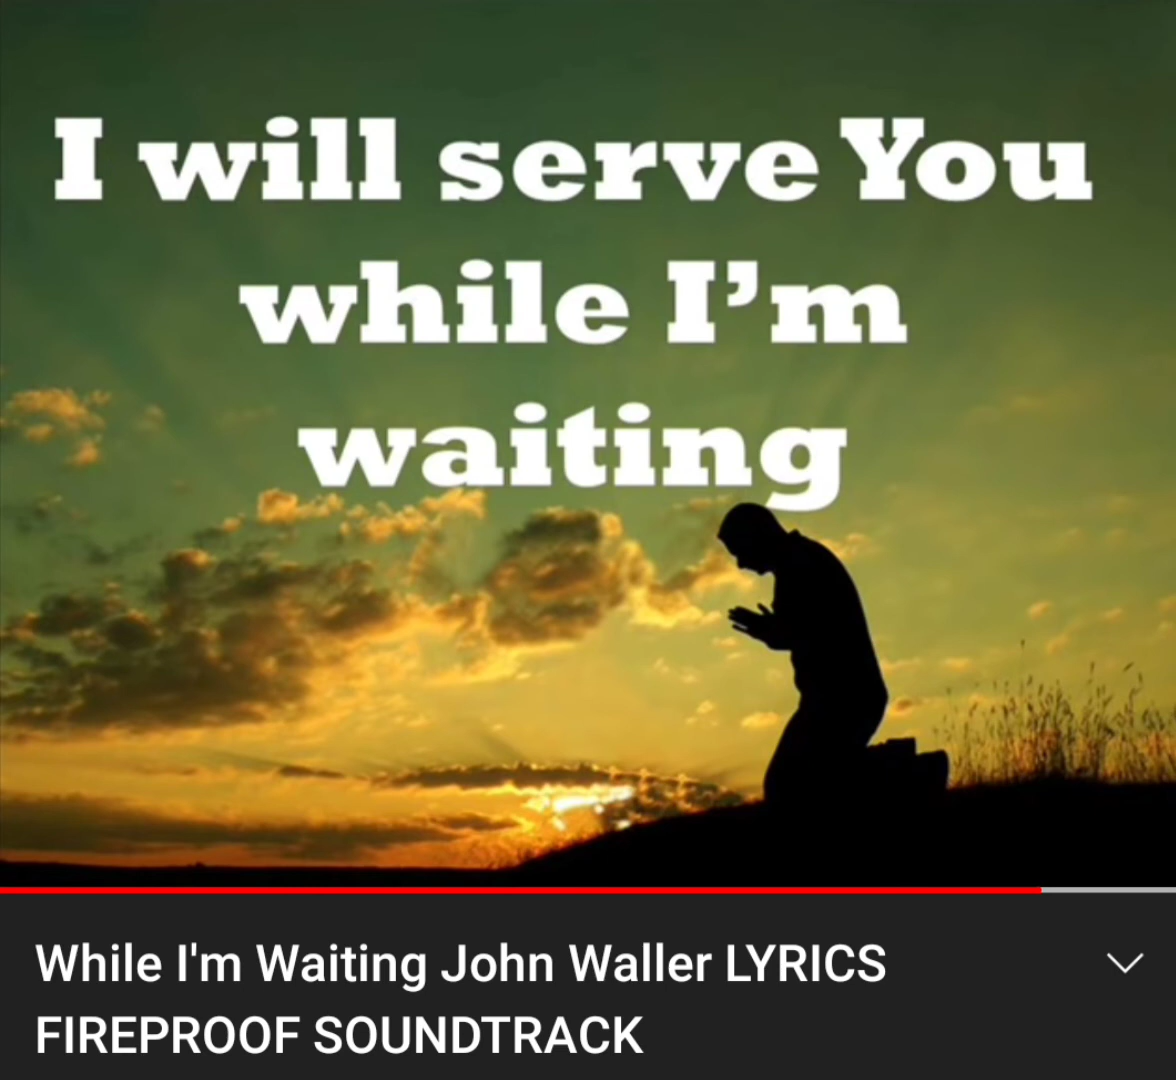 I will serve You
while I’m
waiting
While I'm Waiting John Waller LYRICS
FIREPROOF SOUNDTRACK